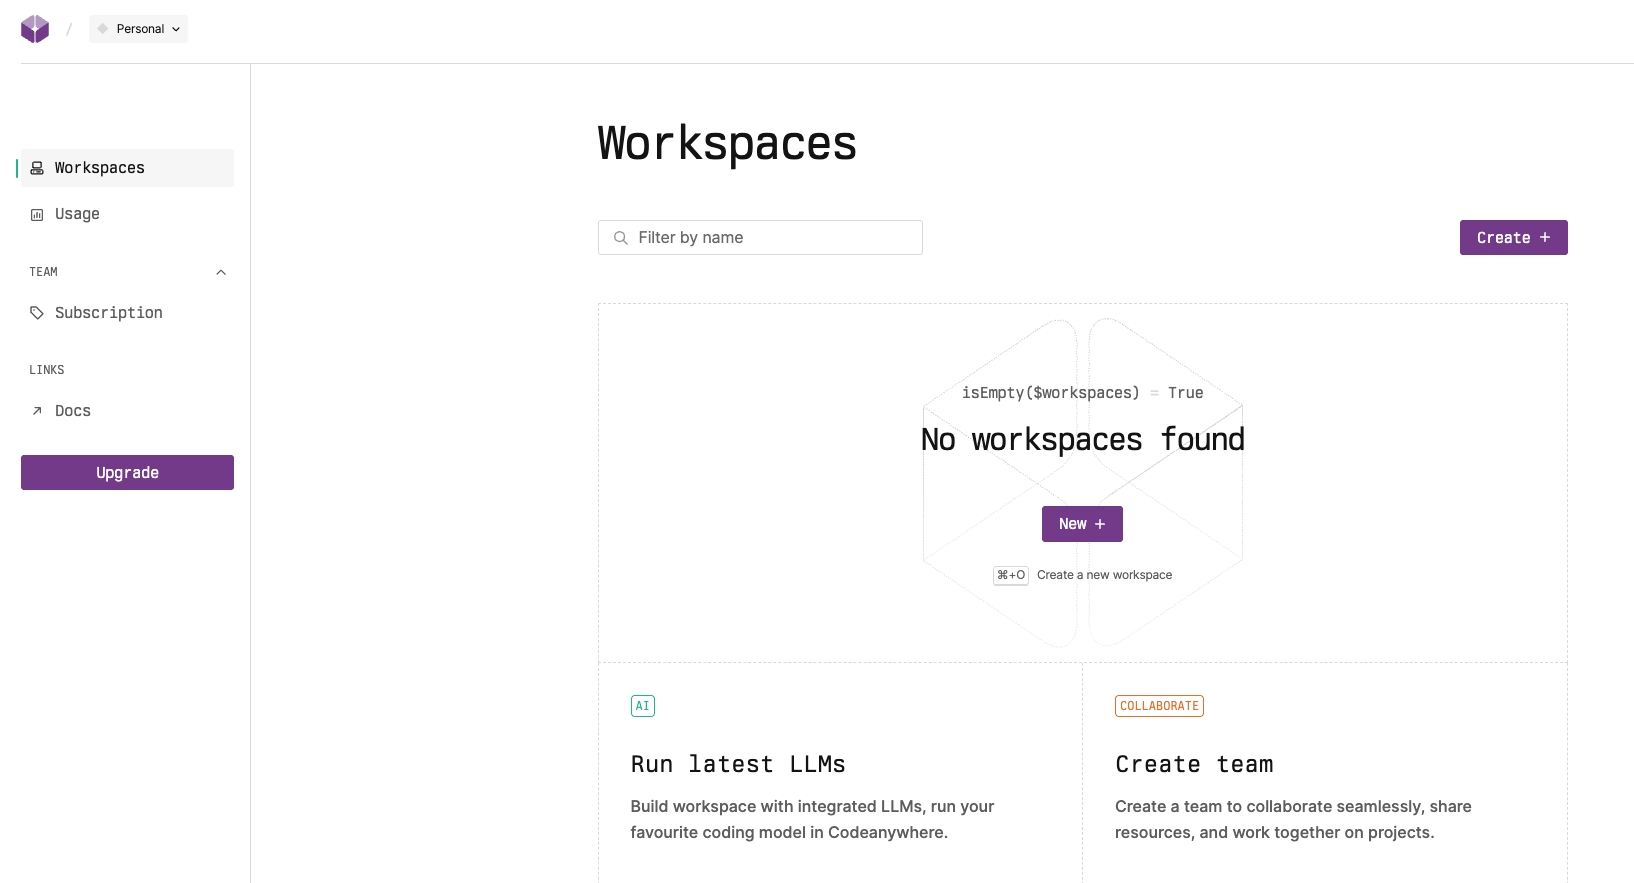 / Personal
Workspaces
Usage
TEAM
Subscription
LINKS
Docs
Upgrade
Workspaces
Filter by name
Create +
isEmpty($workspaces) = True
No workspaces found
New +
⌘+O Create a new workspace
AI
Run latest LLMs
Build workspace with integrated LLMs, run your
favourite coding model in Codeanywhere.
COLLABORATE
Create team
Create a team to collaborate seamlessly, share
resources, and work together on projects.